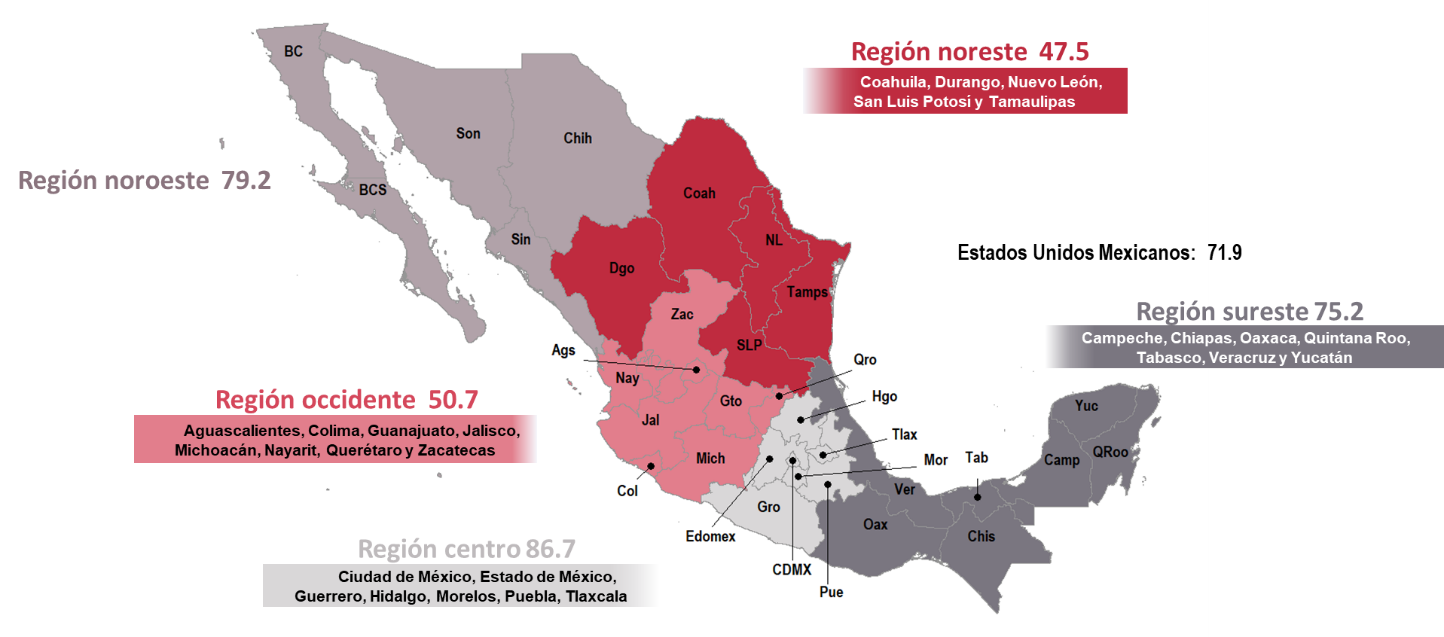 BC
Región noreste 47.5
Coahuila, Durango, Nuevo León,
San Luis Potosí y Tamaulipas
Son
Chih
Región noroeste 79.2
BCS
Coah
Sin
NL
Estados Unidos Mexicanos: 71.9
Dgo
Tamps
Zac
Región sureste 75.2
Campeche, Chiapas, Oaxaca, Quintana Roo,
Tabasco, Veracruz y Yucatán
SLP
Ags
Qro
Nay
Hgo
Región occidente 50.7
Aguascalientes, Colima, Guanajuato, Jalisco,
Michoacán, Nayarit, Querétaro y Zacatecas
Gto
Jal
Yuc
Tlax
Mich
Mor
Tab
Camp
QRoo
Col
Ver
Gro
Oax
Edomex
Chis
Región centro 86.7
Ciudad de México, Estado de México,
Guerrero, Hidalgo, Morelos, Puebla, Tlaxcala
CDMX
Pue